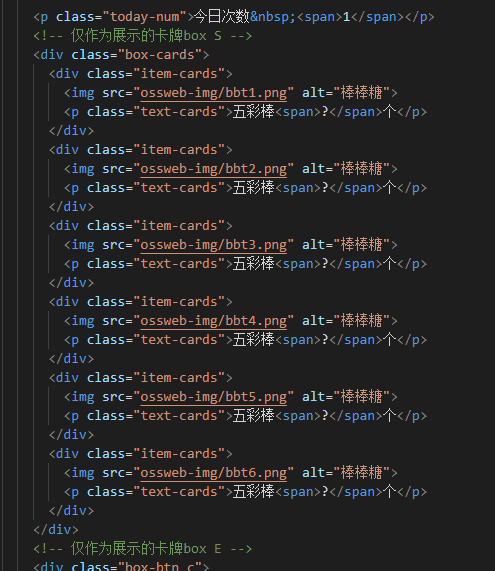 <p class="today-num">今日次数&nbsp;<span>1</span></p>
<!-- 仅作为展示的卡牌box S -->
<div class="box-cards">
<div class="item-cards">
<img src="ossweb-img/bbt1.png" alt="棒棒糖">
<p class="text-cards">五彩棒<span>?</span>个</p>
</div>
<div class="item-cards">
<img src="ossweb-img/bbt2.png" alt="棒棒糖">
<p class="text-cards">五彩棒<span>?</span>个</p>
</div>
<div class="item-cards">
<img src="ossweb-img/bbt3.png" alt="棒棒糖">
<p class="text-cards">五彩棒<span>?</span>个</p>
</div>
<div class="item-cards">
<img src="ossweb-img/bbt4.png" alt="棒棒糖">
<p class="text-cards">五彩棒<span>?</span>个</p>
</div>
<div class="item-cards">
<img src="ossweb-img/bbt5.png" alt="棒棒糖">
<p class="text-cards">五彩棒<span>?</span>个</p>
</div>
<div class="item-cards">
<img src="ossweb-img/bbt6.png" alt="棒棒糖">
<p class="text-cards">五彩棒<span>?</span>个</p>
</div>
</div>
<!-- 仅作为展示的卡牌box E -->
<div class="box-btn c">